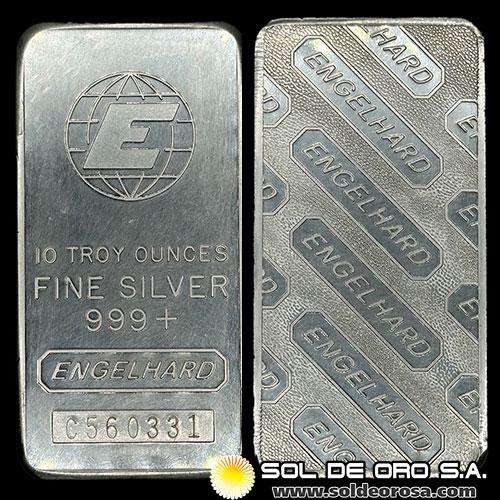 E
10 TROY OUNCES
FINE SILVER
999+
ENGELHARD
C560331
ENGELHARD
ENGELHARD
ENGELHARD
ENGELHARD
ENGELHARD
SOL DE ORO S.A.
www.soldeorosa.com